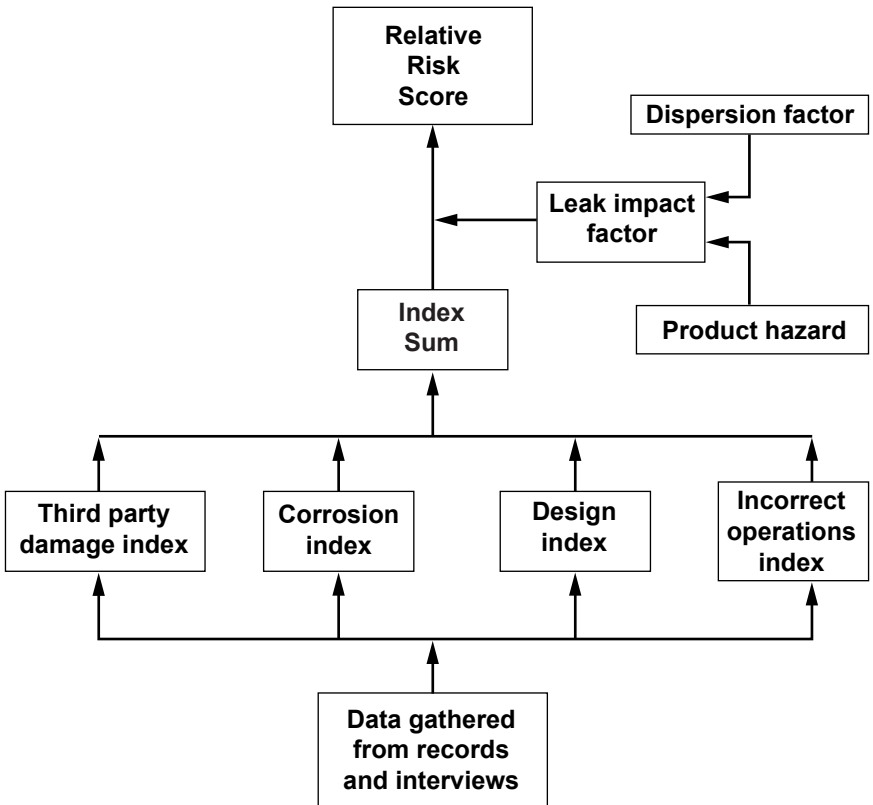 Relative
Risk
Score
Dispersion factor
Leak impact
factor
Product hazard
Index
Sum
Third party
damage index
Corrosion
index
Design
index
Incorrect
operations
index
Data gathered
from records
and interviews